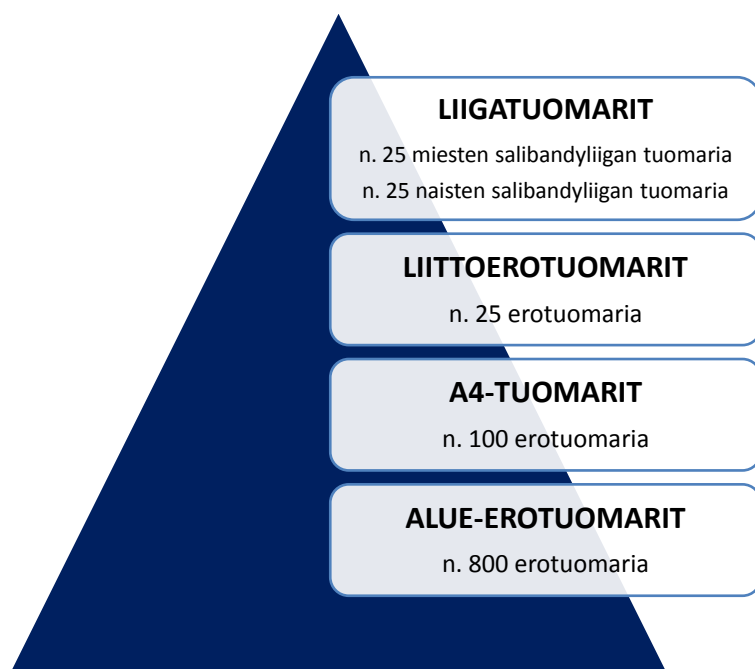 LIIGATUOMARIT
n. 25 miesten salibandyliigan tuomaria
n. 25 naisten salibandyliigan tuomaria
LIITTOEROTUOMARIT
n. 25 erotuomaria
A4-TUOMARIT
n. 100 erotuomaria
ALUE-EROTUOMARIT
n. 800 erotuomaria